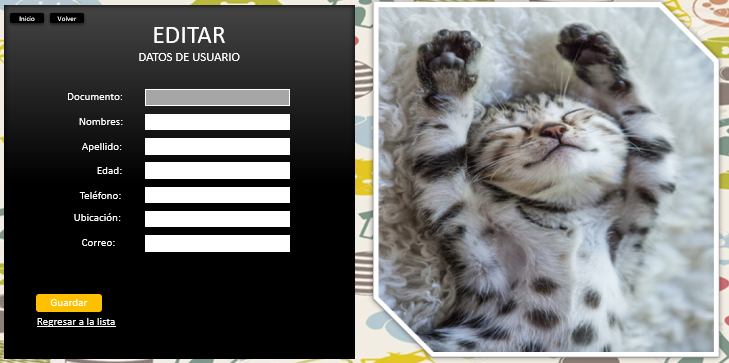 Inicio Volver
EDITAR
DATOS DE USUARIO
Documento:
Nombres:
Apellido:
Edad:
Teléfono:
Ubicación:
Correo:
Guardar
Regresar a la lista